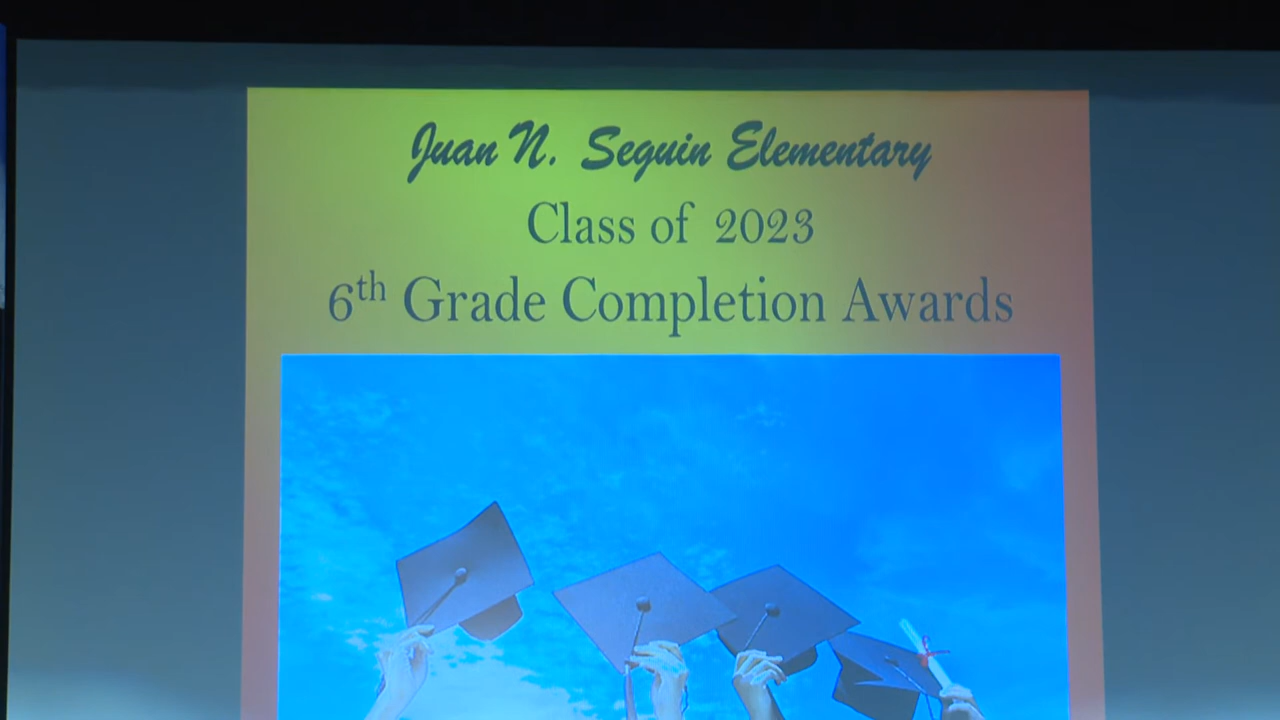 Juan N. Seguin Elementary
Class of 2023
6th Grade Completion Awards